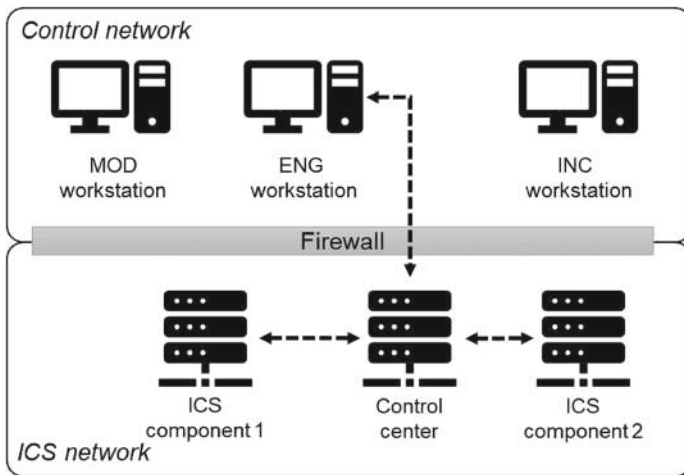 Control network
MOD
workstation
ENG
workstation
INC
workstation
Firewall
ICS
component 1
Control
center
ICS
component 2
ICS network